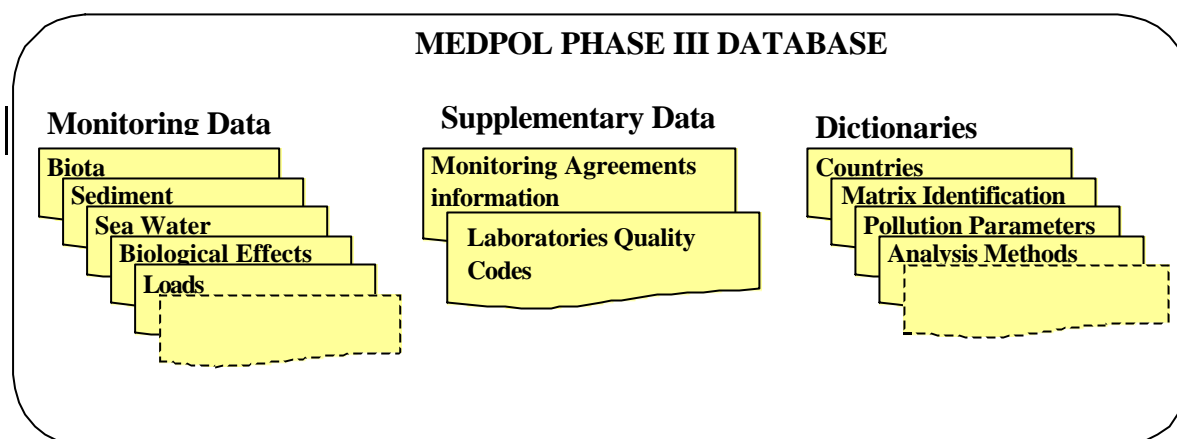 MEDPOL PHASE III DATABASE
Monitoring Data
Biota
Sediment
Sea Water
Biological Effects
Loads
Supplementary Data
Monitoring Agreements
information
Laboratories Quality
Codes
Dictionaries
Countries
Matrix Identification
Pollution Parameters
Analysis Methods